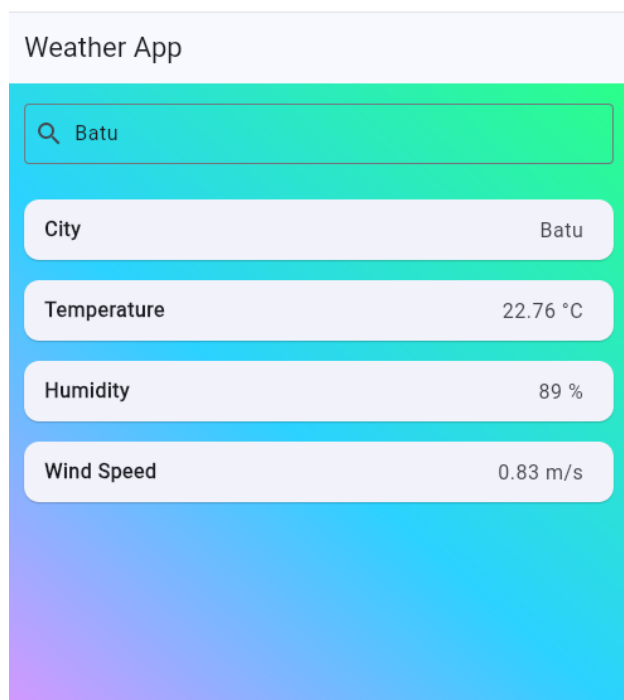 Weather App
Batu
City Batu
Temperature 22.76 °C
Humidity 89 %
Wind Speed 0.83 m/s